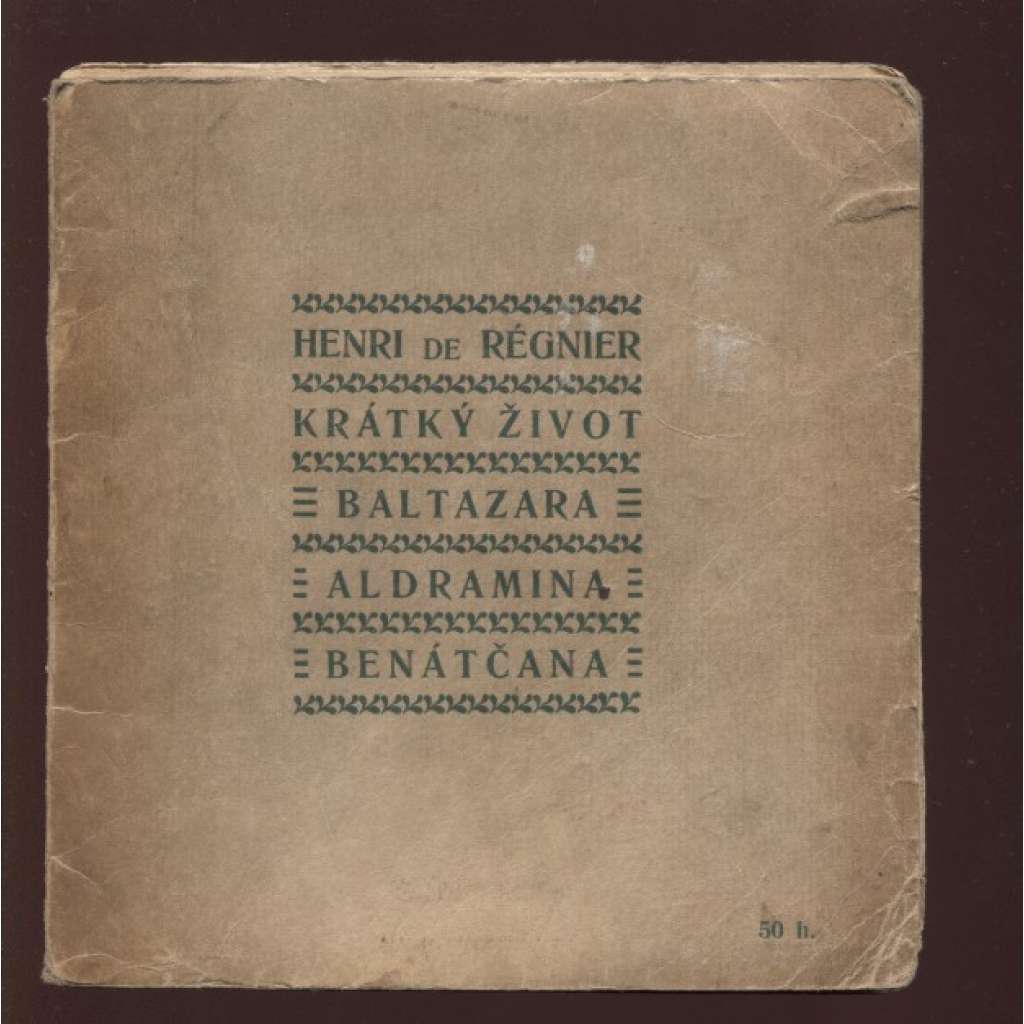 HENRI DE RÉGNIER
KRÁTKÝ ŽIVOT
BALTAZARA
ALDRAMINA
BENÁTČANA
50 h.